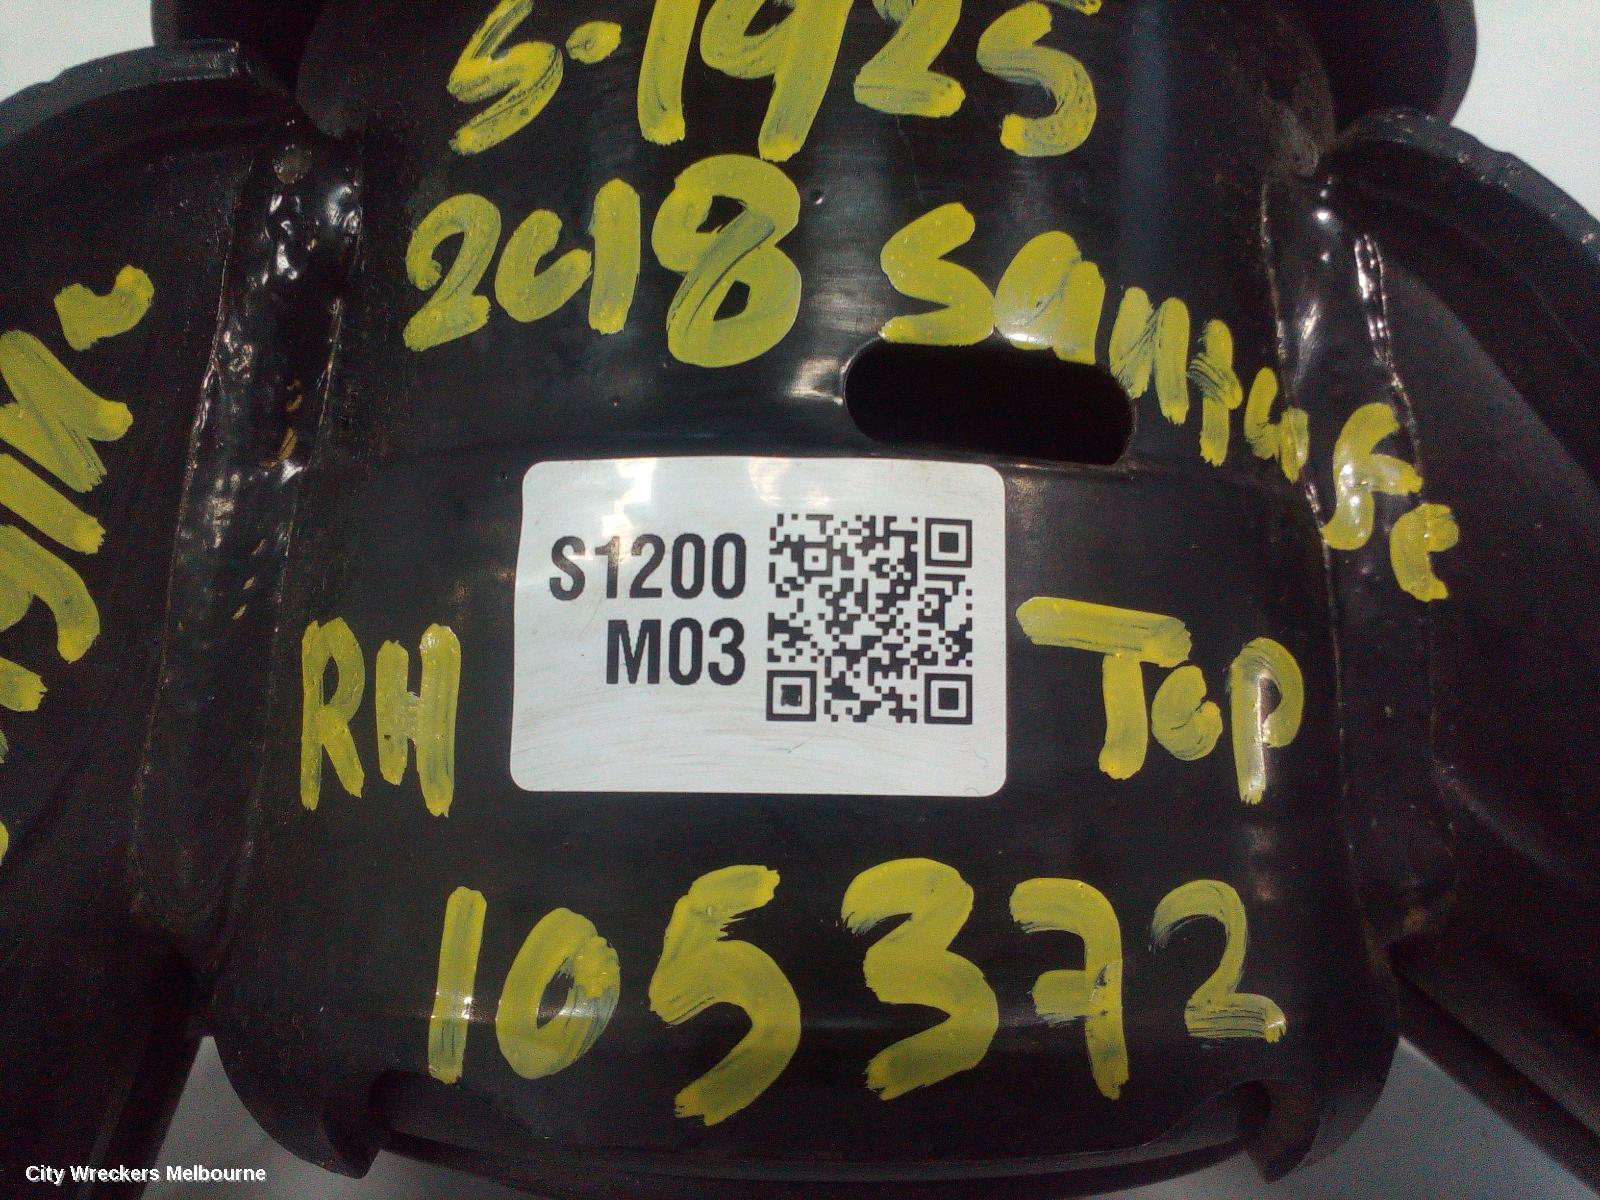 S-1925
2018 Santa Fe
S1200
M03
RH
Top
105372
City Wreckers Melbourne